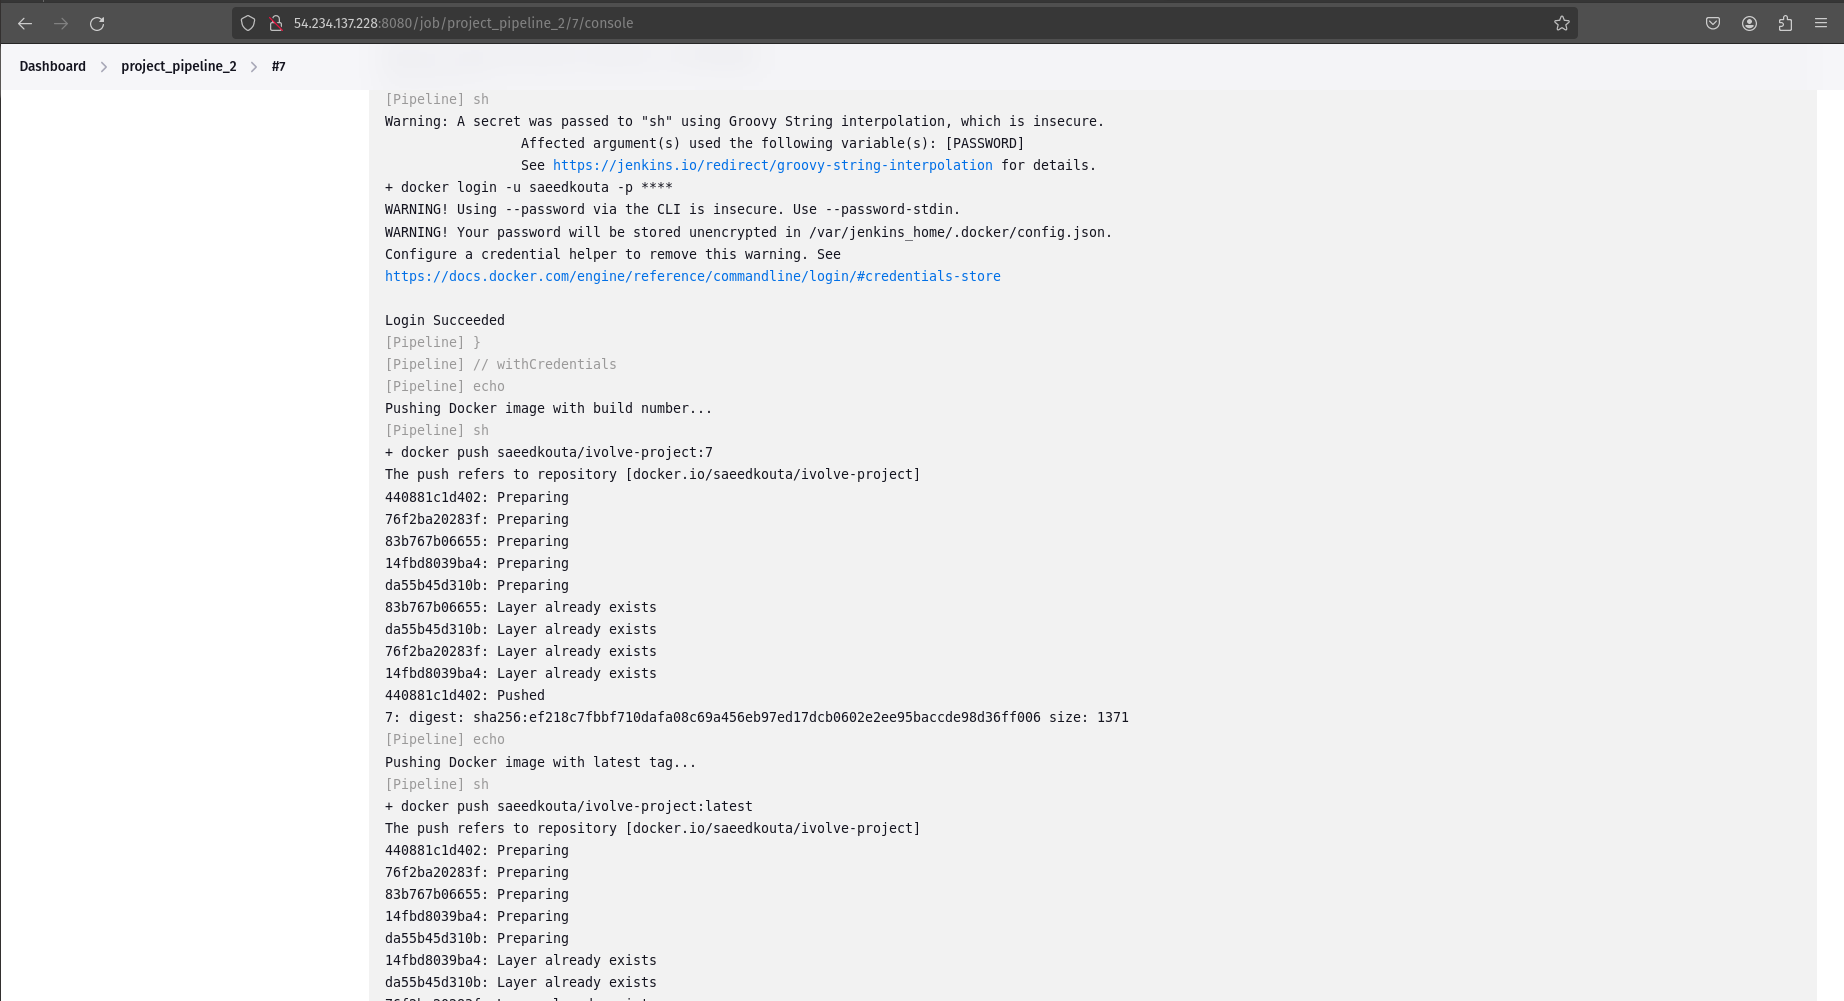 54.234.137.228:8080/job/project_pipeline_2/7/console
Dashboard > project_pipeline_2 > #7
[Pipeline] sh
Warning: A secret was passed to "sh" using Groovy String interpolation, which is insecure.
Affected argument(s) used the following variable(s): [PASSWORD]
See https://jenkins.io/redirect/groovy-string-interpolation for details.
+ docker login -u saeedkouta -p ****
WARNING! Using --password via the CLI is insecure. Use --password-stdin.
WARNING! Your password will be stored unencrypted in /var/jenkins_home/.docker/config.json.
Configure a credential helper to remove this warning. See
https://docs.docker.com/engine/reference/commandline/login/#credentials-store
Login Succeeded
[Pipeline] }
[Pipeline] // withCredentials
[Pipeline] echo
Pushing Docker image with build number...
[Pipeline] sh
+ docker push saeedkouta/ivolve-project:7
The push refers to repository [docker.io/saeedkouta/ivolve-project]
440881c1d402: Preparing
76f2ba20283f: Preparing
83b767b06655: Preparing
14fbd8039ba4: Preparing
da55b45d310b: Preparing
83b767b06655: Layer already exists
da55b45d310b: Layer already exists
76f2ba20283f: Layer already exists
14fbd8039ba4: Layer already exists
440881c1d402: Pushed
7: digest: sha256:ef218c7fbbf710dafa08c69a456eb97ed17dcb0602e2ee95baccde98d36ff006 size: 1371
[Pipeline] echo
Pushing Docker image with latest tag...
[Pipeline] sh
+ docker push saeedkouta/ivolve-project:latest
The push refers to repository [docker.io/saeedkouta/ivolve-project]
440881c1d402: Preparing
76f2ba20283f: Preparing
83b767b06655: Preparing
14fbd8039ba4: Preparing
da55b45d310b: Preparing
14fbd8039ba4: Layer already exists
da55b45d310b: Layer already exists